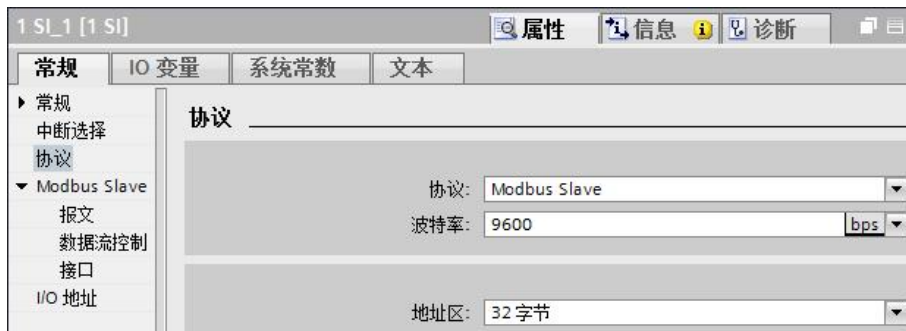 1 SI_1 [1 SI]
属性 信息 诊断
常规 IO 变量 系统常数 文本
常规
中断选择
协议
Modbus Slave
报文
数据流控制
接口
I/O 地址
协议
协议: Modbus Slave
波特率: 9600 bps
地址区: 32 字节